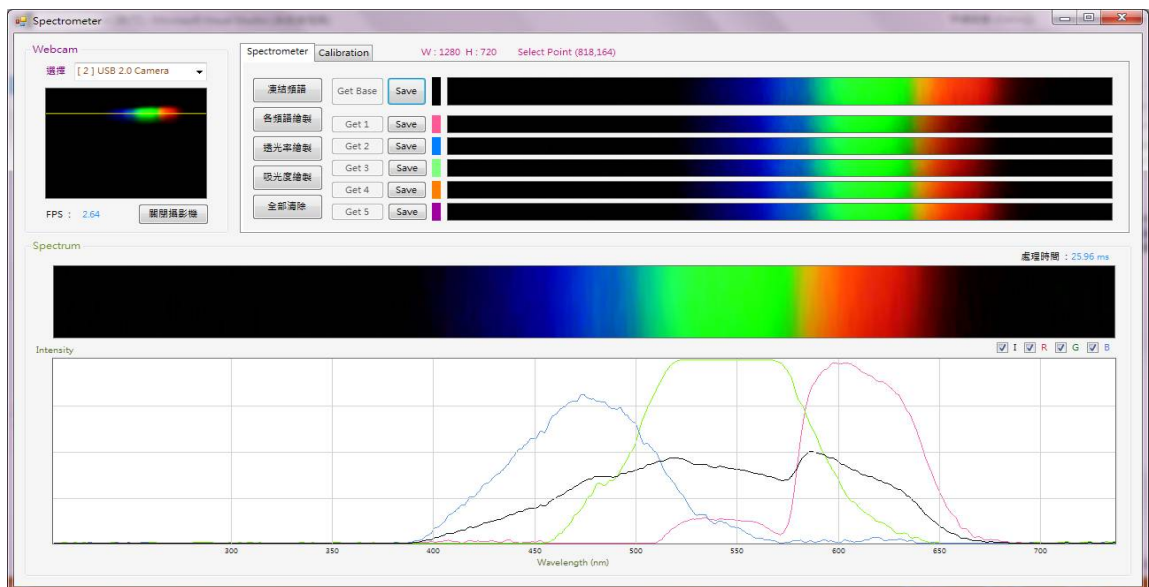 Spectrometer
Webcam
選擇 [ 2 ] USB 2.0 Camera
FPS : 2.64 關閉攝影機
Spectrometer Calibration W : 1280 H : 720 Select Point (818,164)
凍結頻譜 Get Base Save
各頻譜繪製 Get 1 Save
透光率繪製 Get 2 Save
吸光度繪製 Get 3 Save
Get 4 Save
全部清除 Get 5 Save
Spectrum
處理時間 : 25.96 ms
Intensity I R G B
300 350 400 450 500 550 600 650 700
Wavelength (nm)